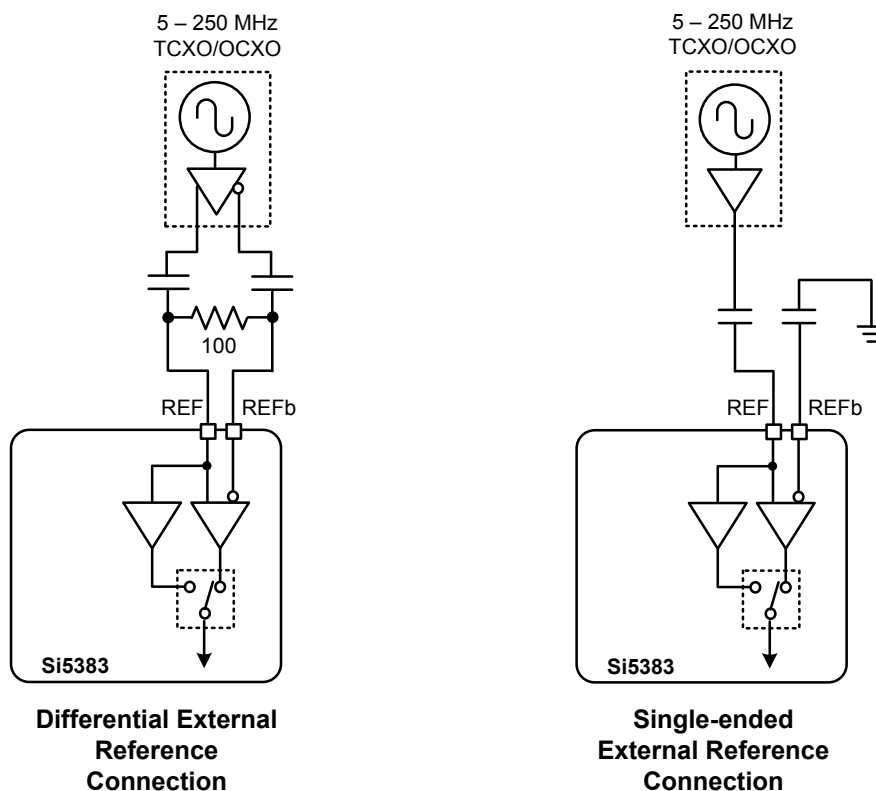 5 – 250 MHz
TCXO/OCXO
100
REF
REFb
Si5383
Differential External
Reference
Connection
5 – 250 MHz
TCXO/OCXO
REF
REFb
Si5383
Single-ended
External Reference
Connection